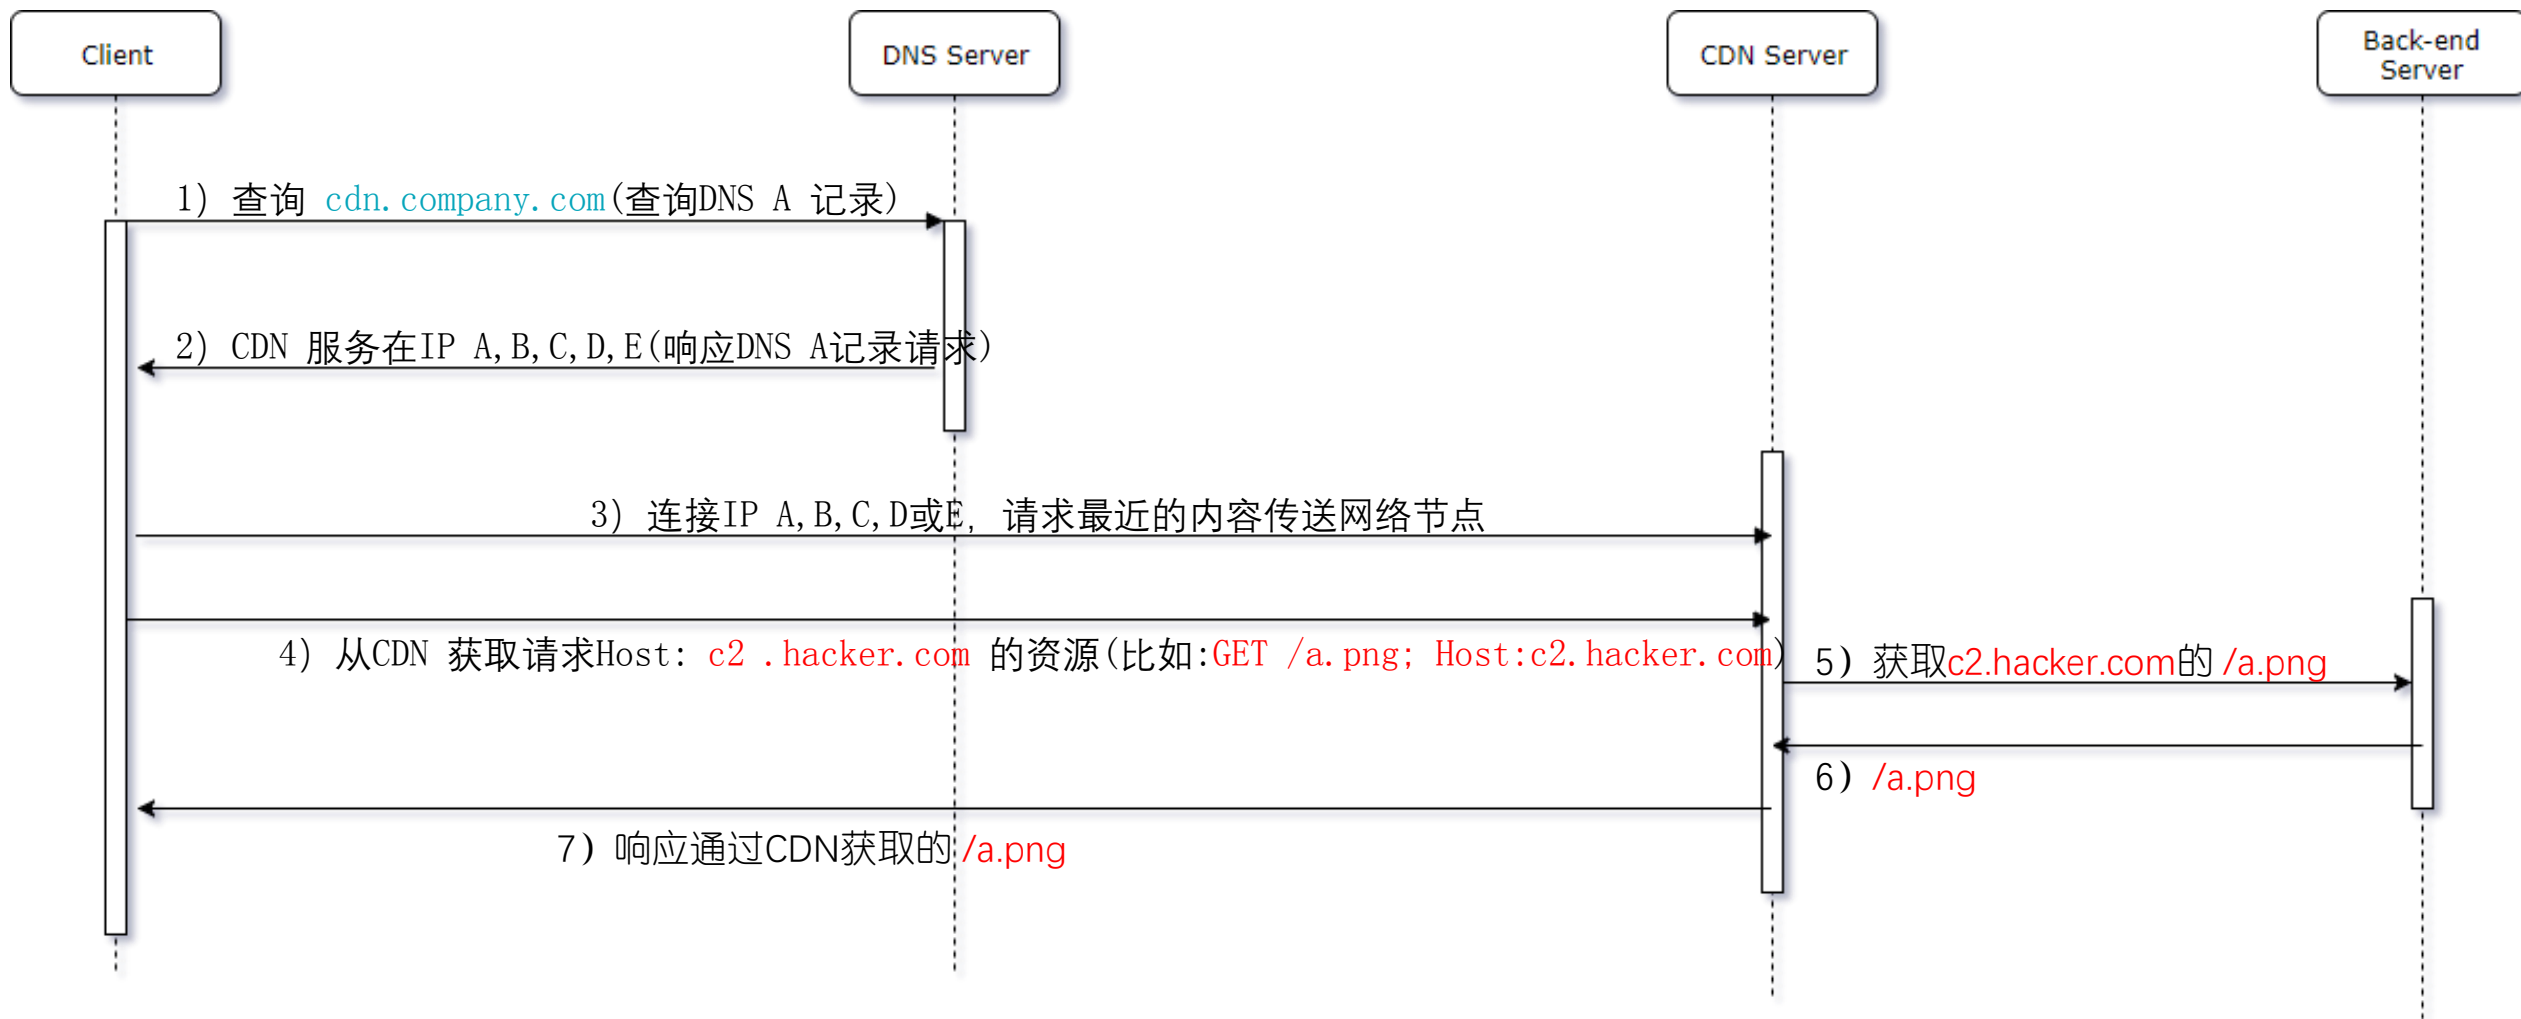 Client
DNS Server
CDN Server
Back-end
Server
1) 查询 cdn.company.com(查询DNS A 记录)
2) CDN 服务在IP A,B,C,D,E(响应DNS A记录请求)
3) 连接IP A,B,C,D或E, 请求最近的内容传送网络节点
4) 从CDN 获取请求Host: c2 .hacker.com 的资源(比如:GET /a.png; Host:c2.hacker.com)
5) 获取c2.hacker.com的 /a.png
6) /a.png
7) 响应通过CDN获取的 /a.png